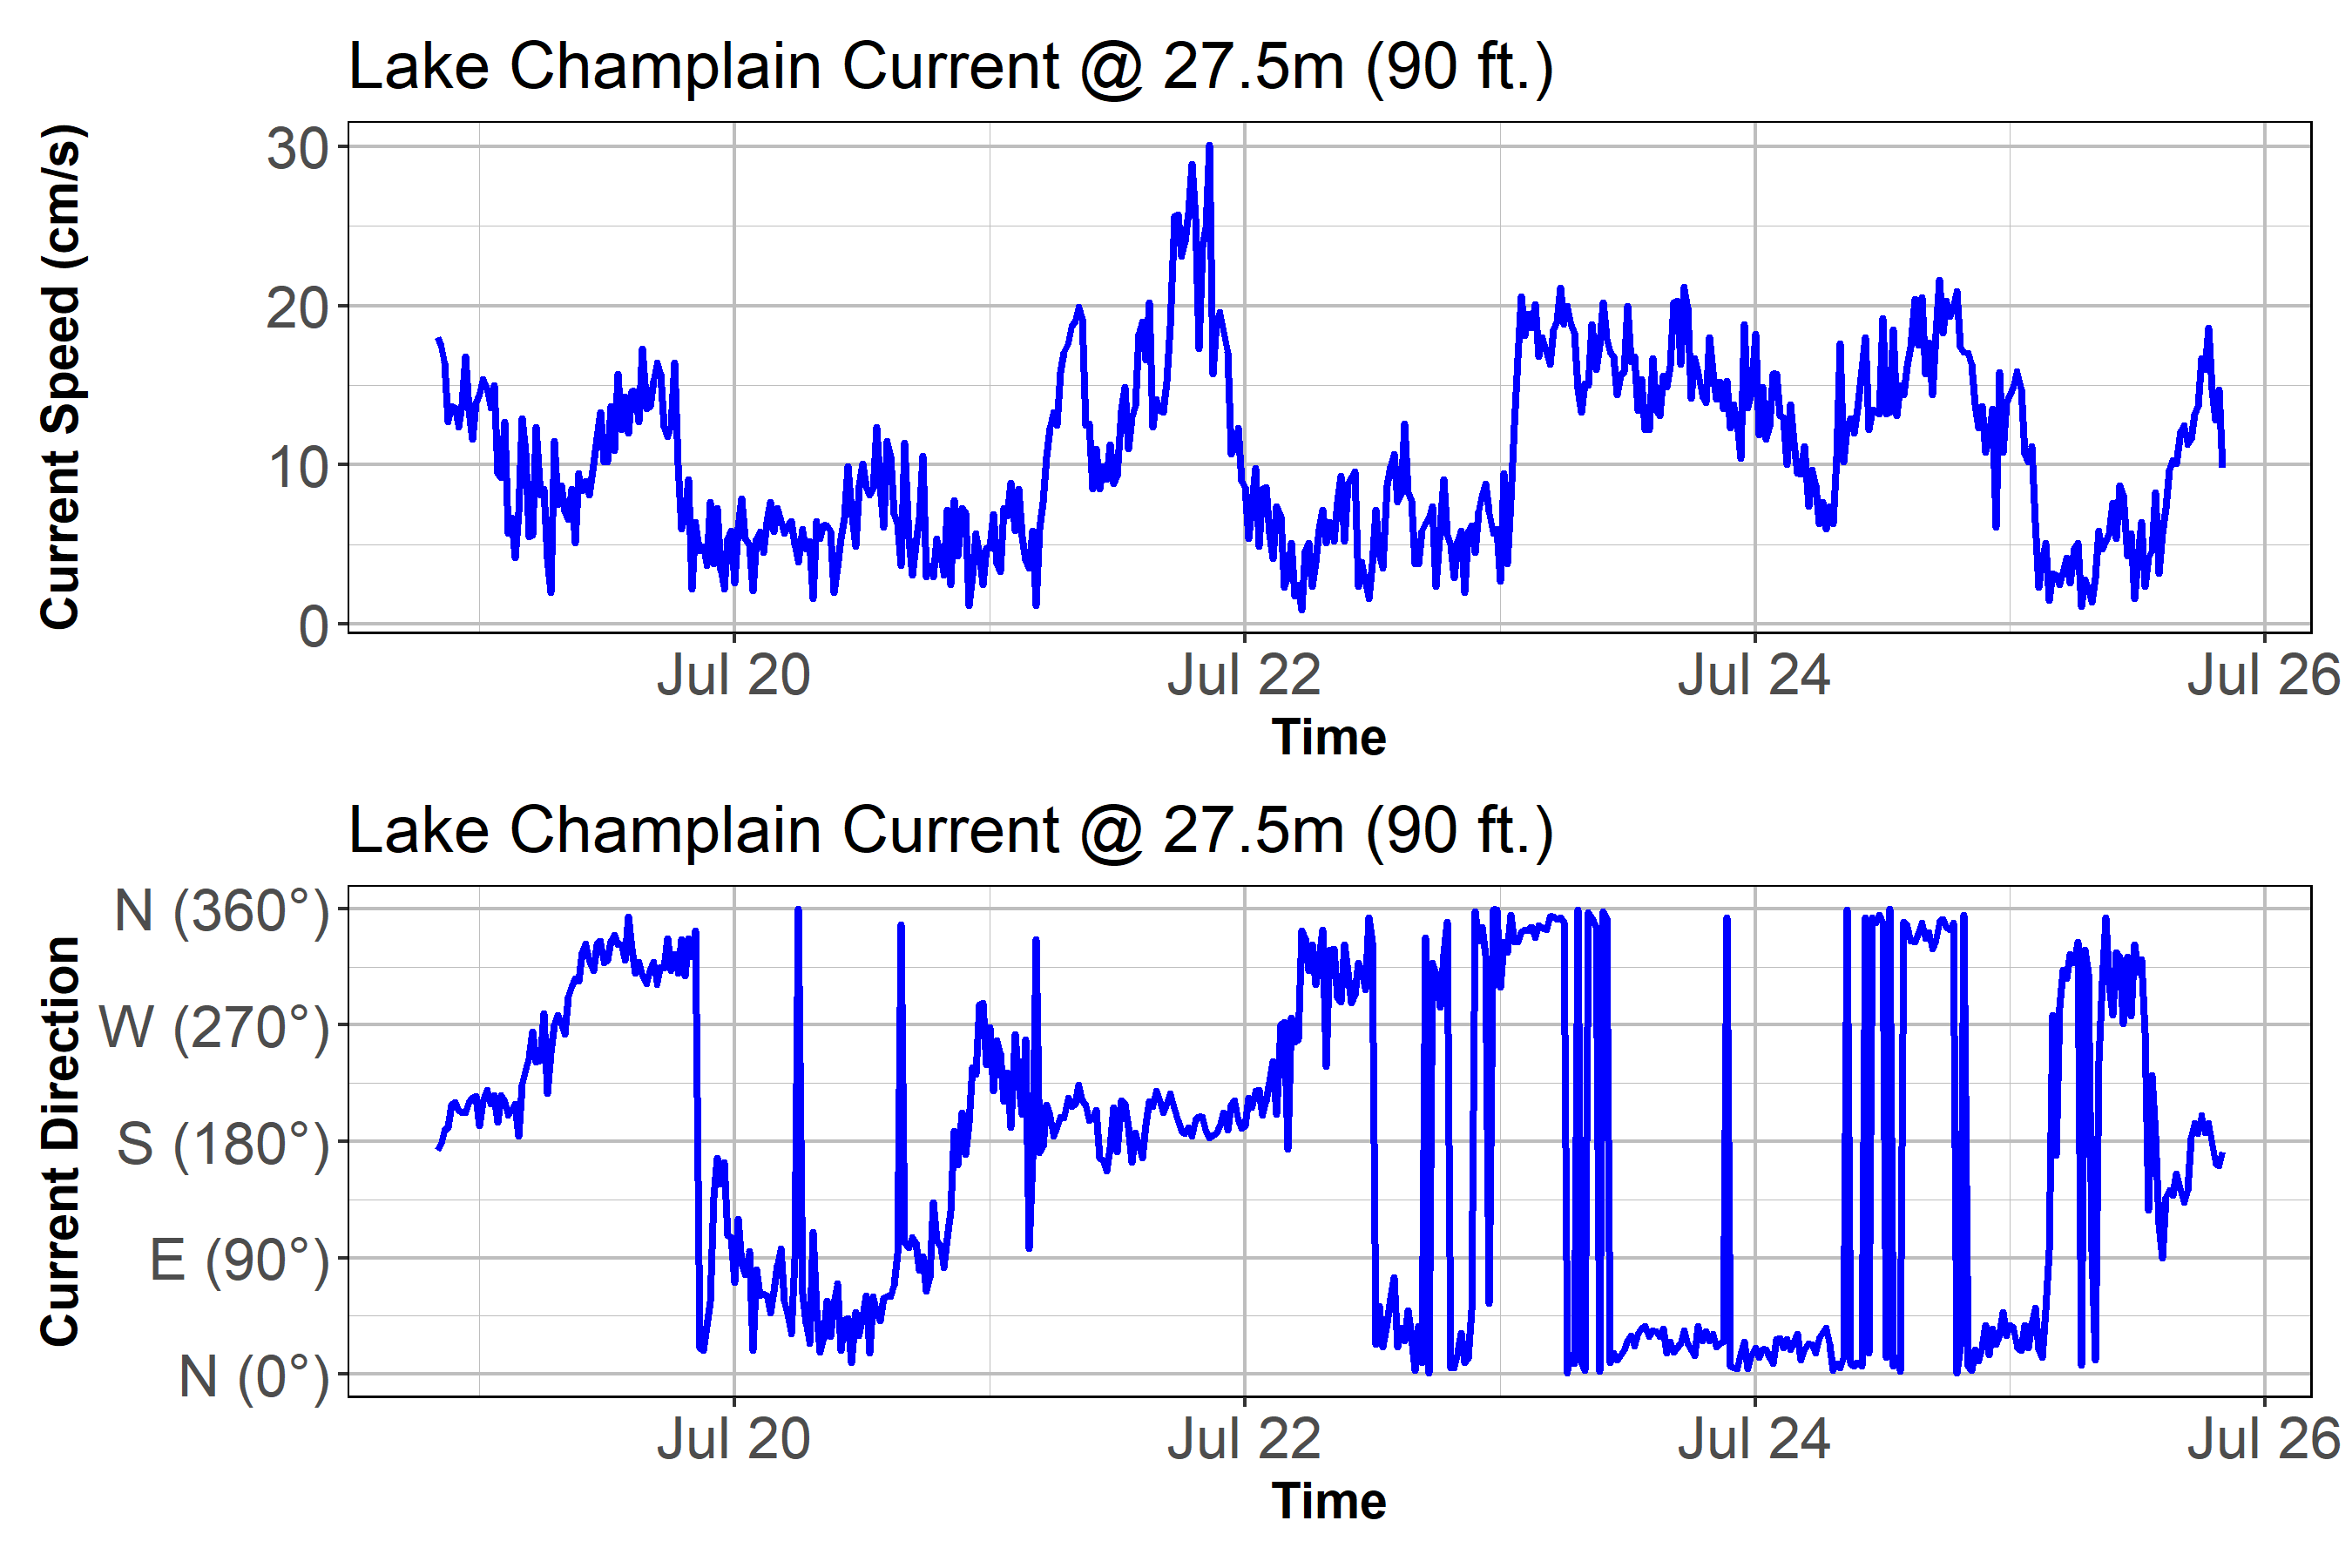 Lake Champlain Current @ 27.5m (90 ft.)
Current Speed (cm/s)
30
20
10
0
Jul 20 Jul 22 Jul 24 Jul 26
Time
Lake Champlain Current @ 27.5m (90 ft.)
Current Direction
N (360°)
W (270°)
S (180°)
E (90°)
N (0°)
Jul 20 Jul 22 Jul 24 Jul 26
Time